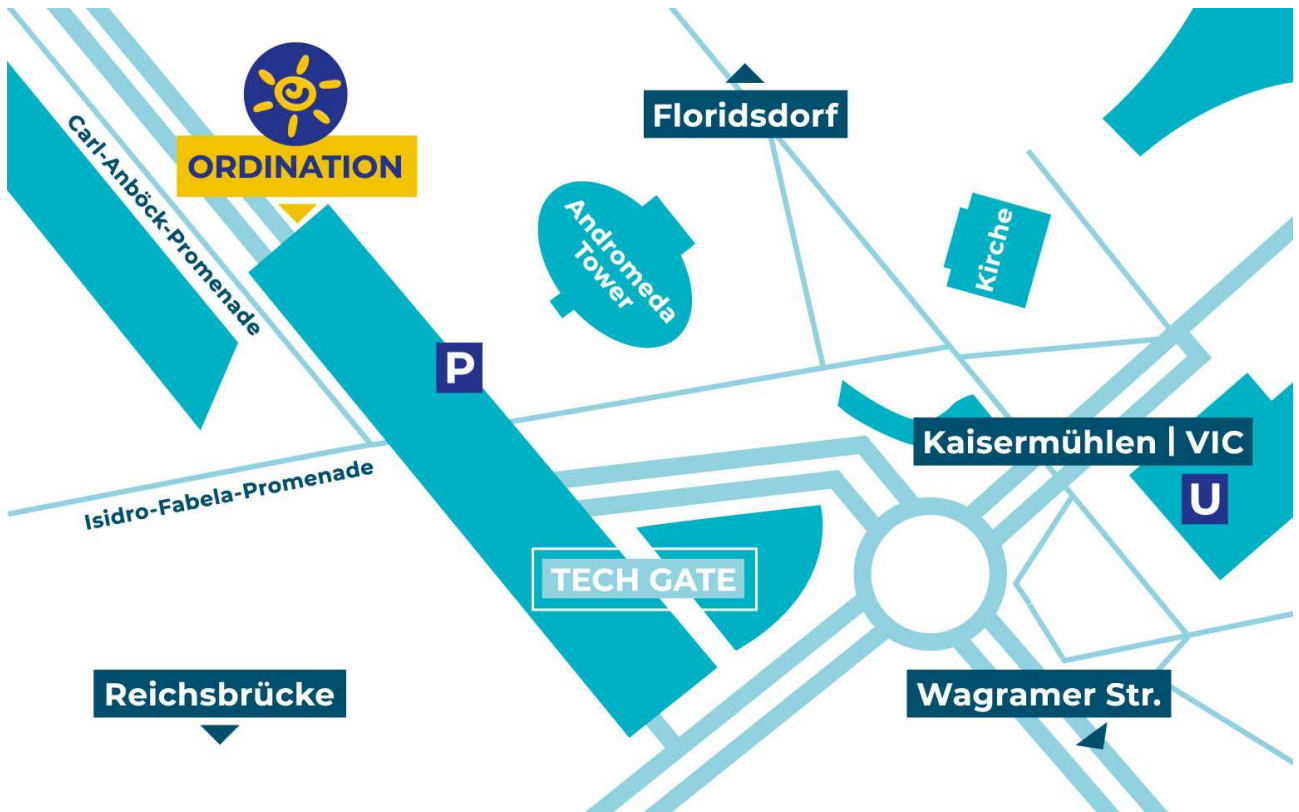 Floridsdorf
Carl-Anböck-Promenade
ORDINATION
Andromeda
Tower
Kirche
P
Kaisermühlen | VIC
U
Isidro-Fabela-Promenade
TECH GATE
Reichsbrücke
Wagramer Str.